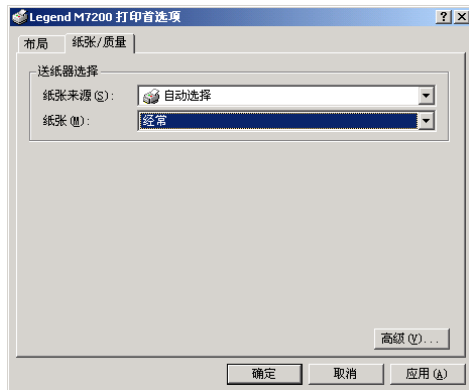 Legend M7200 打印首选项
布局 纸张/质量
送纸器选择
纸张来源(S): 自动选择
纸张(M): 经常
高级(V)...
确定 取消 应用(A)